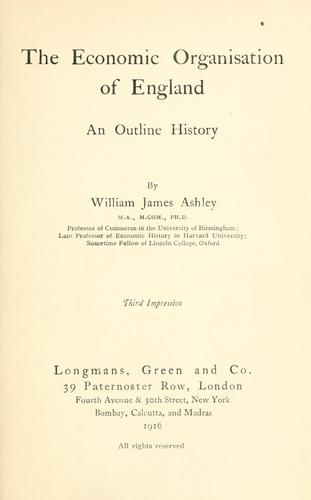 The Economic Organisation
of England
An Outline History
By
William James Ashley
M.A., M.COM., PH.D.
Professor of Commerce in the University of Birmingham;
Late Professor of Economic History in Harvard University;
Sometime Fellow of Lincoln College, Oxford
Third Impression
Longmans, Green and Co.
39 Paternoster Row, London
Fourth Avenue & 30th Street, New York
Bombay, Calcutta, and Madras
1916
All rights reserved